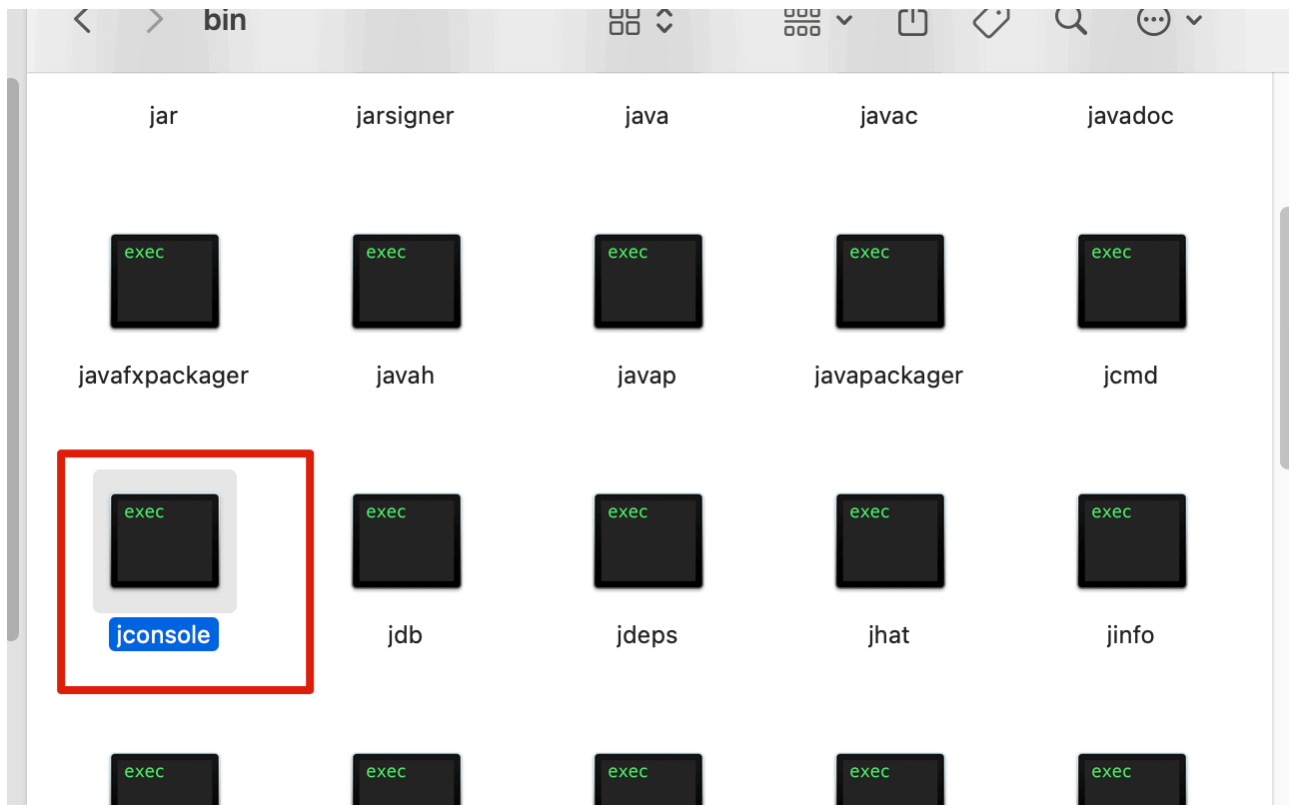 bin
jar jarsigner java javac javadoc
exec exec exec exec exec
javafxpackager javah javap javapackager jcmd
exec exec exec exec exec
jconsole jdb jdeps jhat jinfo
exec exec exec exec exec